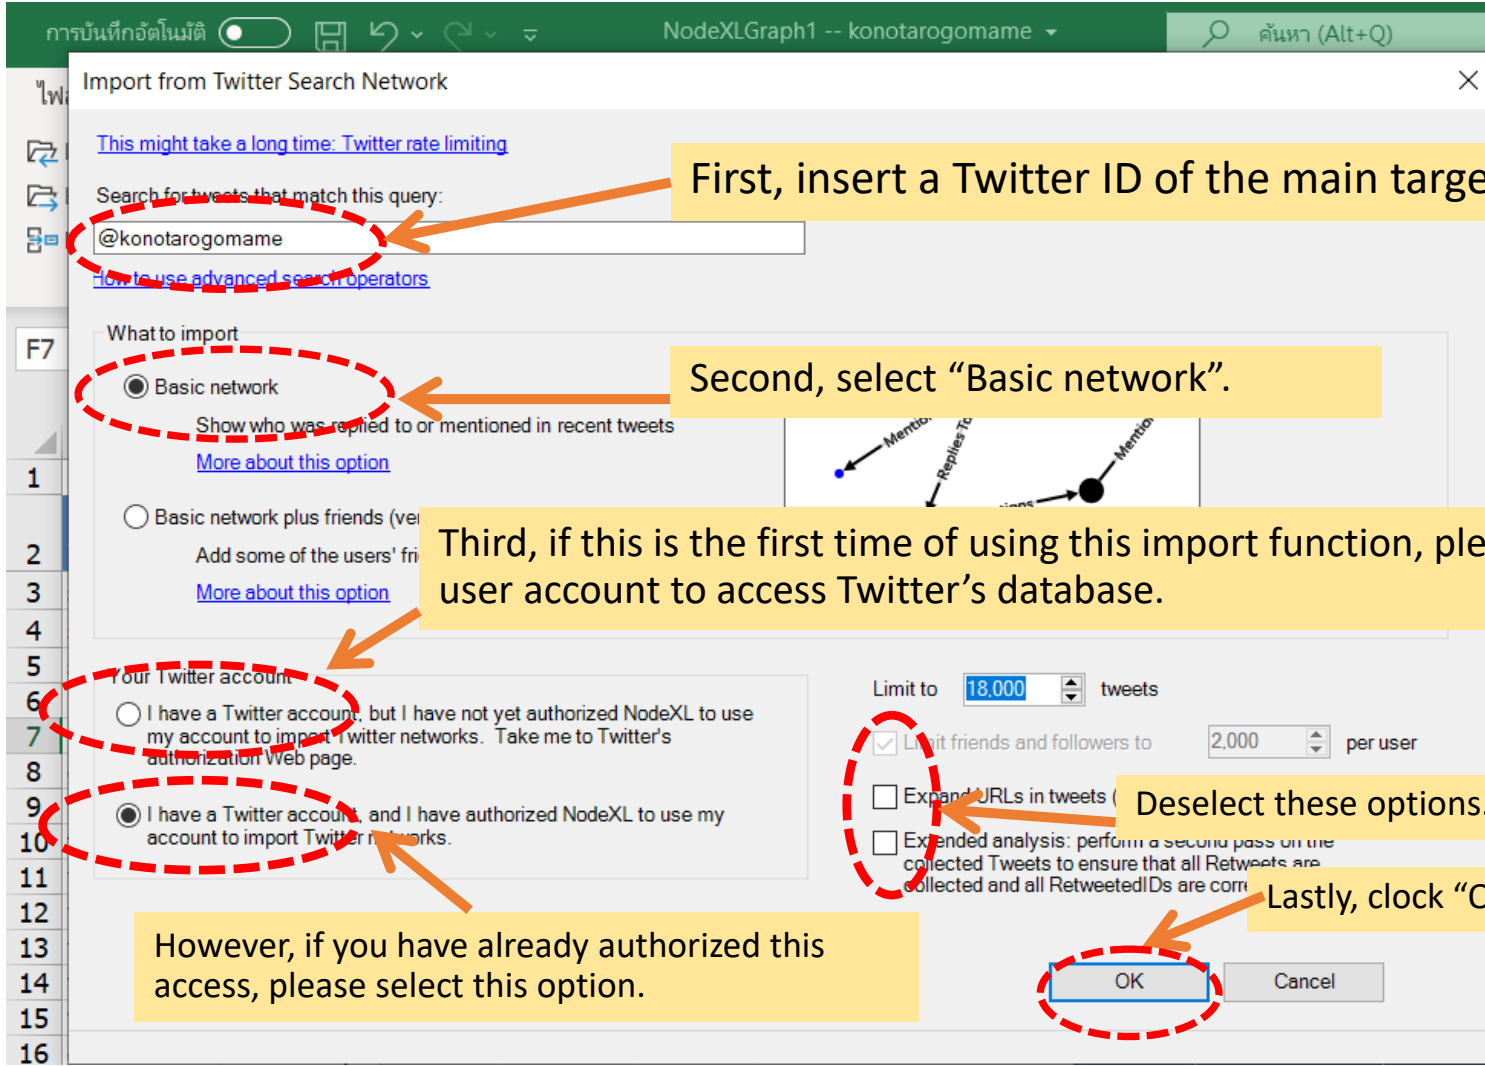 การบันทึกอัตโนมัติ
NodeXLGraph1 -- konotarogomame
ค้นหา (Alt+Q)
Import from Twitter Search Network
This might take a long time: Twitter rate limiting
First, insert a Twitter ID of the main targe
Search for tweets that match this query:
@konotarogomame
How to use advanced search operators
What to import
F7
Second, select “Basic network”.
Basic network
Show who was replied to or mentioned in recent tweets
More about this option
Replies To
Basic network plus friends (ver
Third, if this is the first time of using this import function, ple
Add some of the users' fri
user account to access Twitter’s database.
More about this option
Your Twitter account
Limit to 18,000 tweets
I have a Twitter account, but I have not yet authorized NodeXL to use
my account to import Twitter networks. Take me to Twitter's
authorization Web page.
Limit friends and followers to 2,000 per user
Expand URLs in tweets (
Deselect these options.
I have a Twitter account, and I have authorized NodeXL to use my
account to import Twitter networks.
Extended analysis: perform a second pass on the
collected Tweets to ensure that all Retweets are
collected and all RetweetedIDs are corre
Lastly, clock “O
However, if you have already authorized this
access, please select this option.
OK
Cancel
1
2
3
4
5
6
7
8
9
10
11
12
13
14
15
16